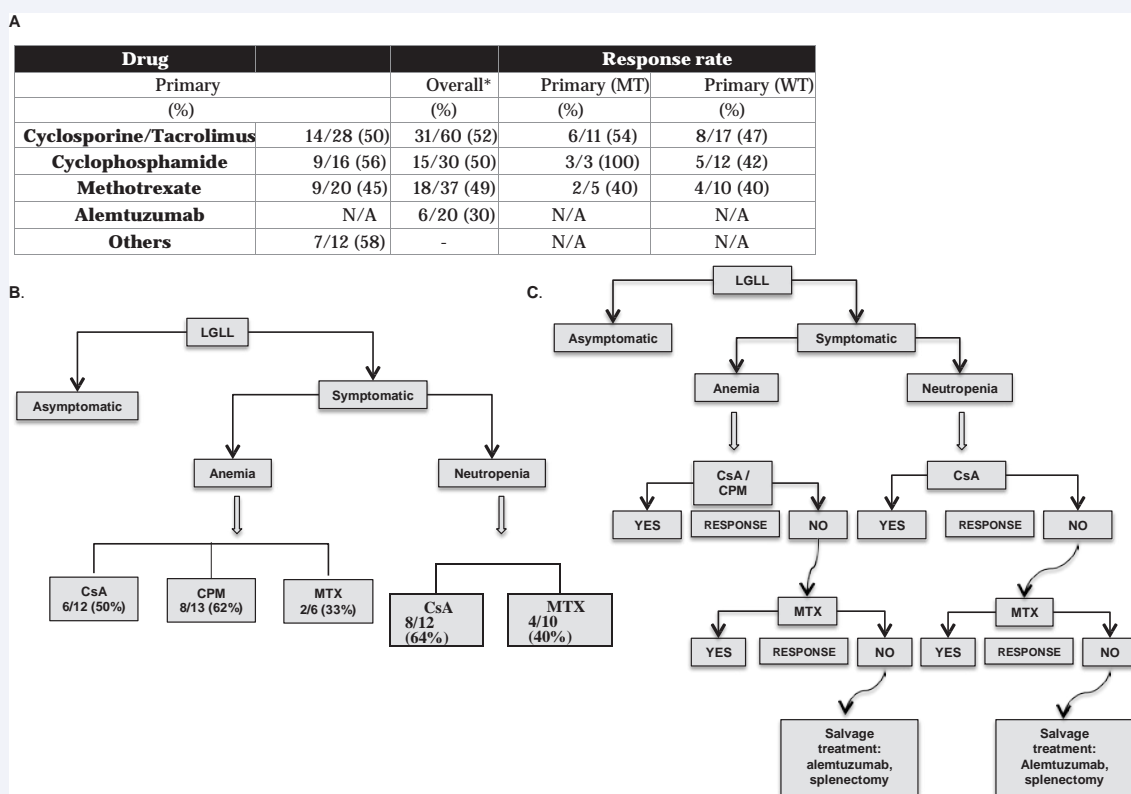 A
Drug Response rate
Primary Overall* Primary (MT) Primary (WT)
(%) (%) (%) (%)
Cyclosporine/Tacrolimus 14/28 (50) 31/60 (52) 6/11 (54) 8/17 (47)
Cyclophosphamide 9/16 (56) 15/30 (50) 3/3 (100) 5/12 (42)
Methotrexate 9/20 (45) 18/37 (49) 2/5 (40) 4/10 (40)
Alemtuzumab N/A 6/20 (30) N/A N/A
Others 7/12 (58) - N/A N/A
B.
LGLL
Asymptomatic
Symptomatic
Anemia
Neutropenia
CsA
6/12 (50%)
CPM
8/13 (62%)
MTX
2/6 (33%)
CsA
8/12
(64%)
MTX
4/10
(40%)
C.
LGLL
Asymptomatic
Symptomatic
Anemia
Neutropenia
CsA /
CPM
CsA
YES RESPONSE NO
YES RESPONSE NO
MTX
MTX
YES RESPONSE NO
YES RESPONSE NO
Salvage
treatment:
alemtuzumab,
splenectomy
Salvage
treatment:
Alemtuzumab,
splenectomy